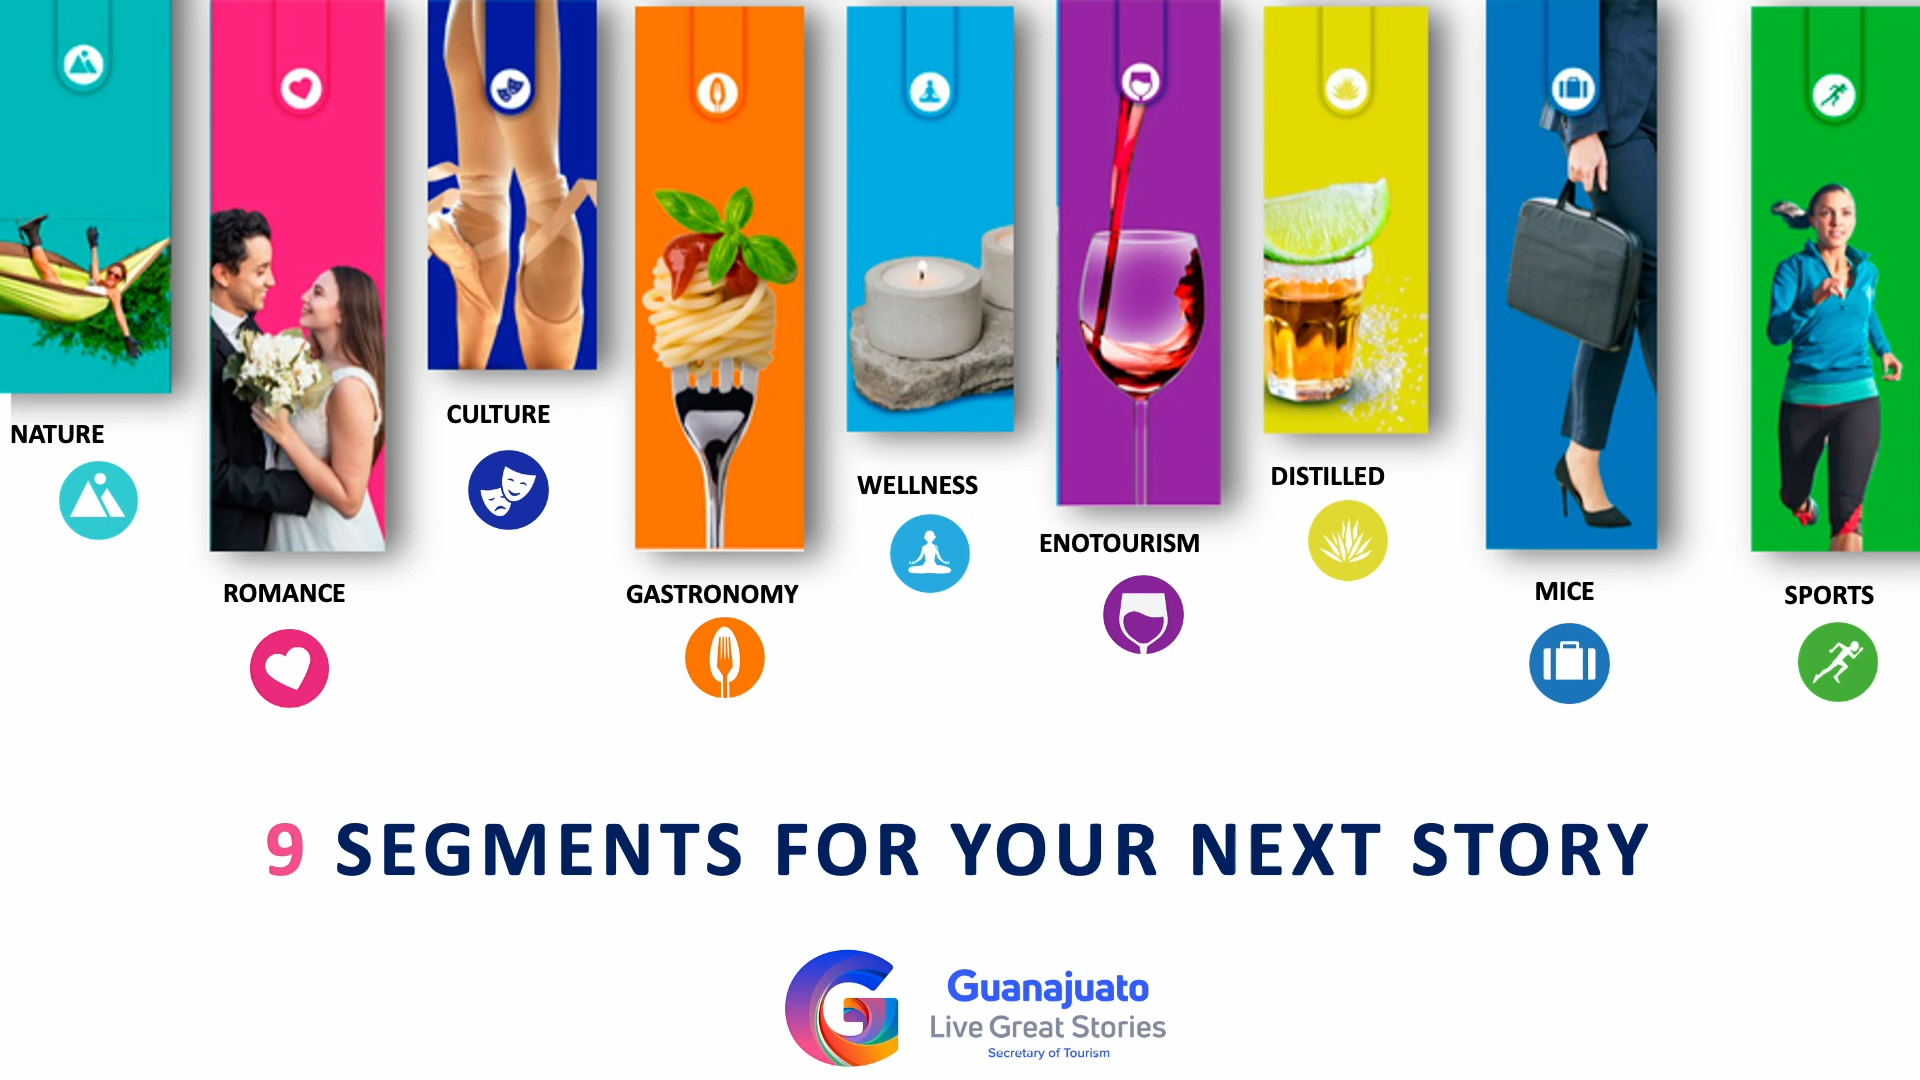 NATURE
ROMANCE
CULTURE
GASTRONOMY
WELLNESS
ENOTOURISM
DISTILLED
MICE
SPORTS
9 SEGMENTS FOR YOUR NEXT STORY
Guanajuato
Live Great Stories
Secretary of Tourism